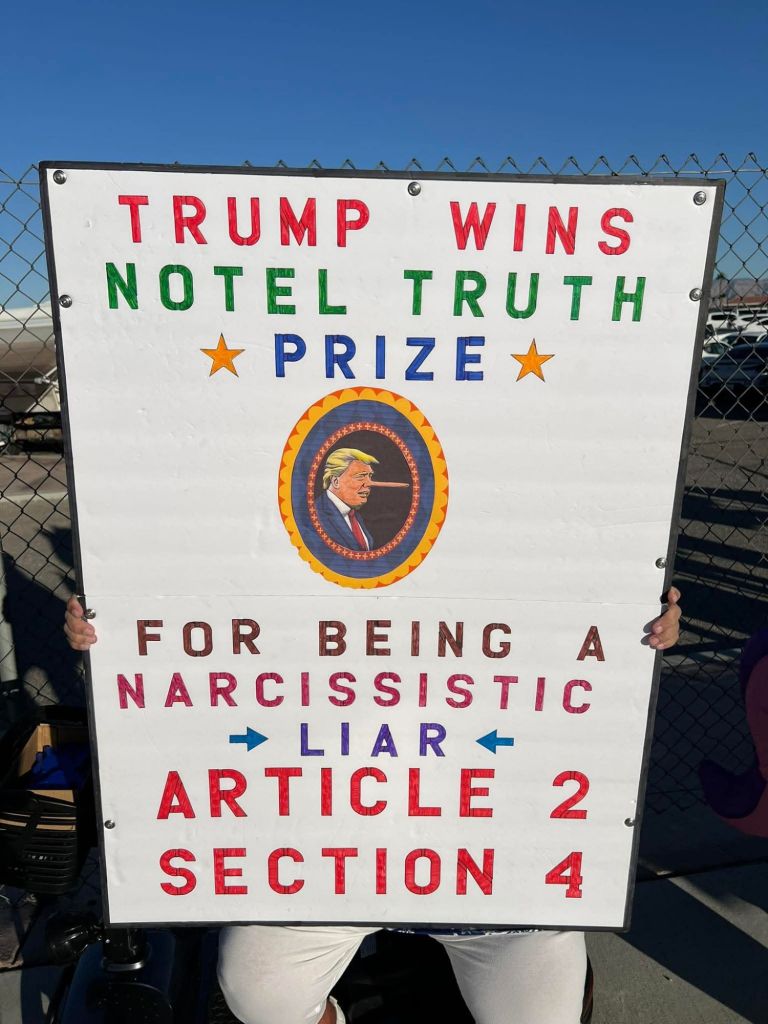 TRUMP WINS
NOTEL TRUTH
PRIZE
FOR BEING A
NARCISSISTIC
LIAR
ARTICLE 2
SECTION 4